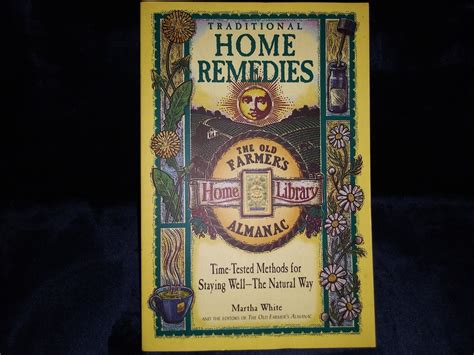 TRADITIONAL
HOME
REMEDIES
THE OLD
FARMER'S
Home Library
ALMANAC
Time-Tested Methods for
Staying Well—The Natural Way
Martha White
AND THE EDITORS OF THE OLD FARMER'S ALMANAC